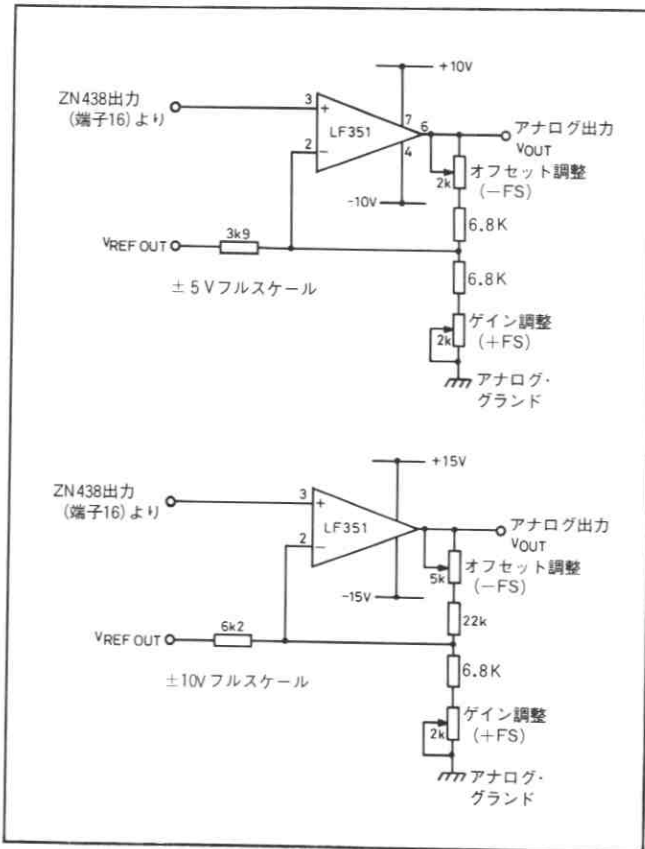 +10V
ZN438出力
(端子16)より
3
+
7
6
LF351
アナログ出力
VOUT
2
−
4
2k
オフセット調整
(−FS)
−10V
6.8K
VREF OUT
3k9
6.8K
±5Vフルスケール
ゲイン調整
2k
(+FS)
アナログ・
グランド
+15V
ZN438出力
(端子16)より
3
+
LF351
アナログ出力
VOUT
2
−
5k
オフセット調整
(−FS)
−15V
22k
VREF OUT
6k2
6.8K
±10Vフルスケール
ゲイン調整
2k
(+FS)
アナログ・
グランド